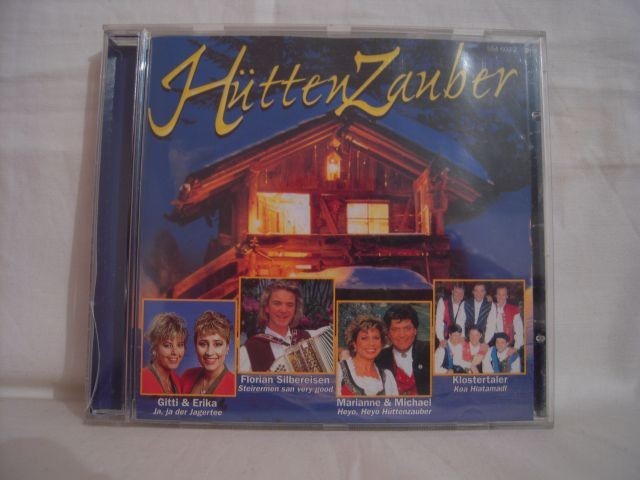 HüttenZauber
Gitti & Erika
Ja, ja der Jagertee
Florian Silbereisen
Steirermen san very good
Marianne & Michael
Heyo, Heyo Hüttenzauber
Klostertaler
Koa Hiatamadl